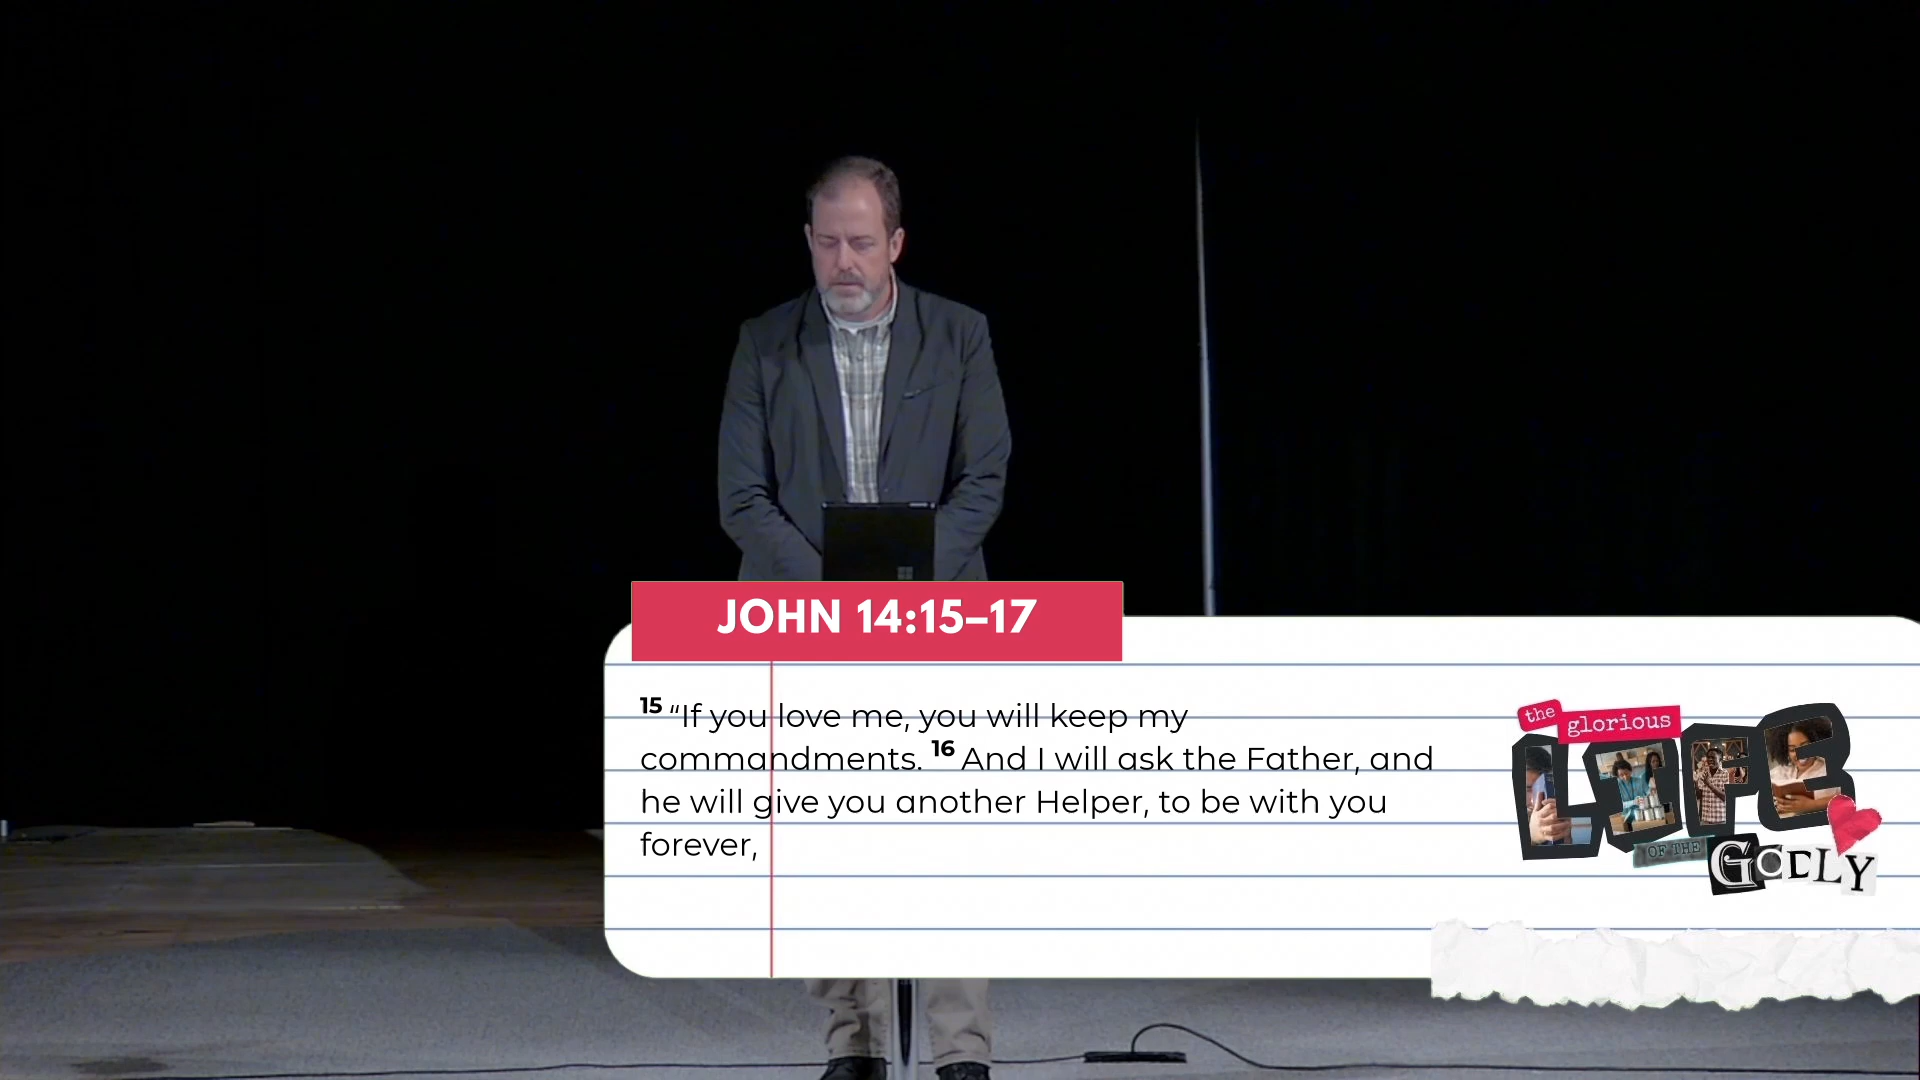 JOHN 14:15–17
15 “If you love me, you will keep my
commandments. 16 And I will ask the Father, and
he will give you another Helper, to be with you
forever,
the
glorious
LIFE
OF THE
GODLY